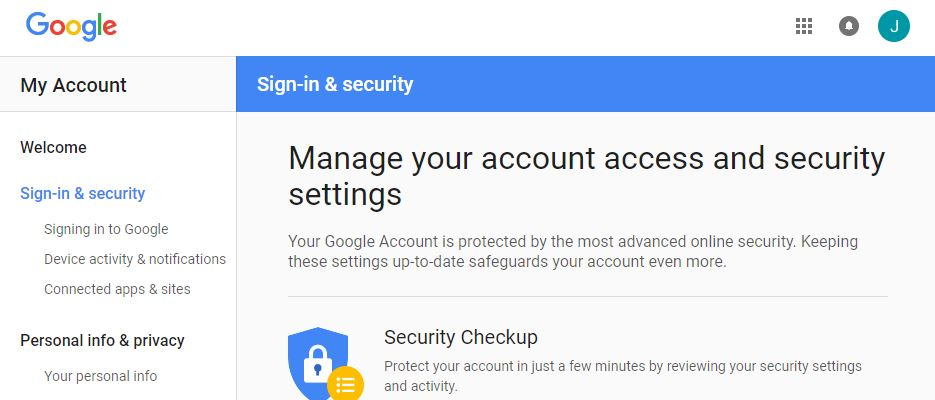 Google
J
My Account
Sign-in & security
Welcome
Sign-in & security
Signing in to Google
Device activity & notifications
Connected apps & sites
Personal info & privacy
Your personal info
Manage your account access and security
settings
Your Google Account is protected by the most advanced online security. Keeping
these settings up-to-date safeguards your account even more.
Security Checkup
Protect your account in just a few minutes by reviewing your security settings
and activity.